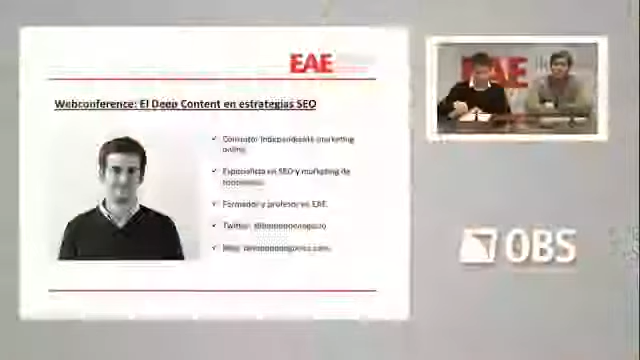 EAE
Webconference: El Deep Content en estrategias SEO
Consultor Independiente marketing
online.
Especialista en SEO y marketing de
Formador y profesor en EAE.
Twitter:
Blog:
EAE
OBS